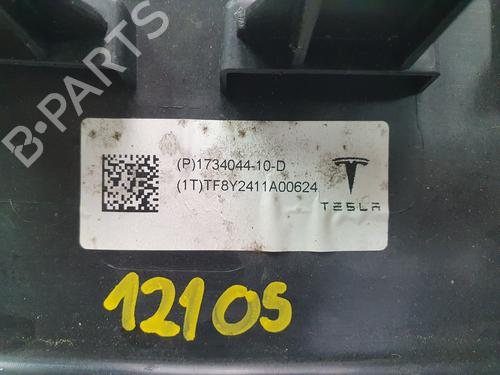 B-PARTS
(P)1734044-10-D
(1T)TF8Y2411A00624
TESLA
12105